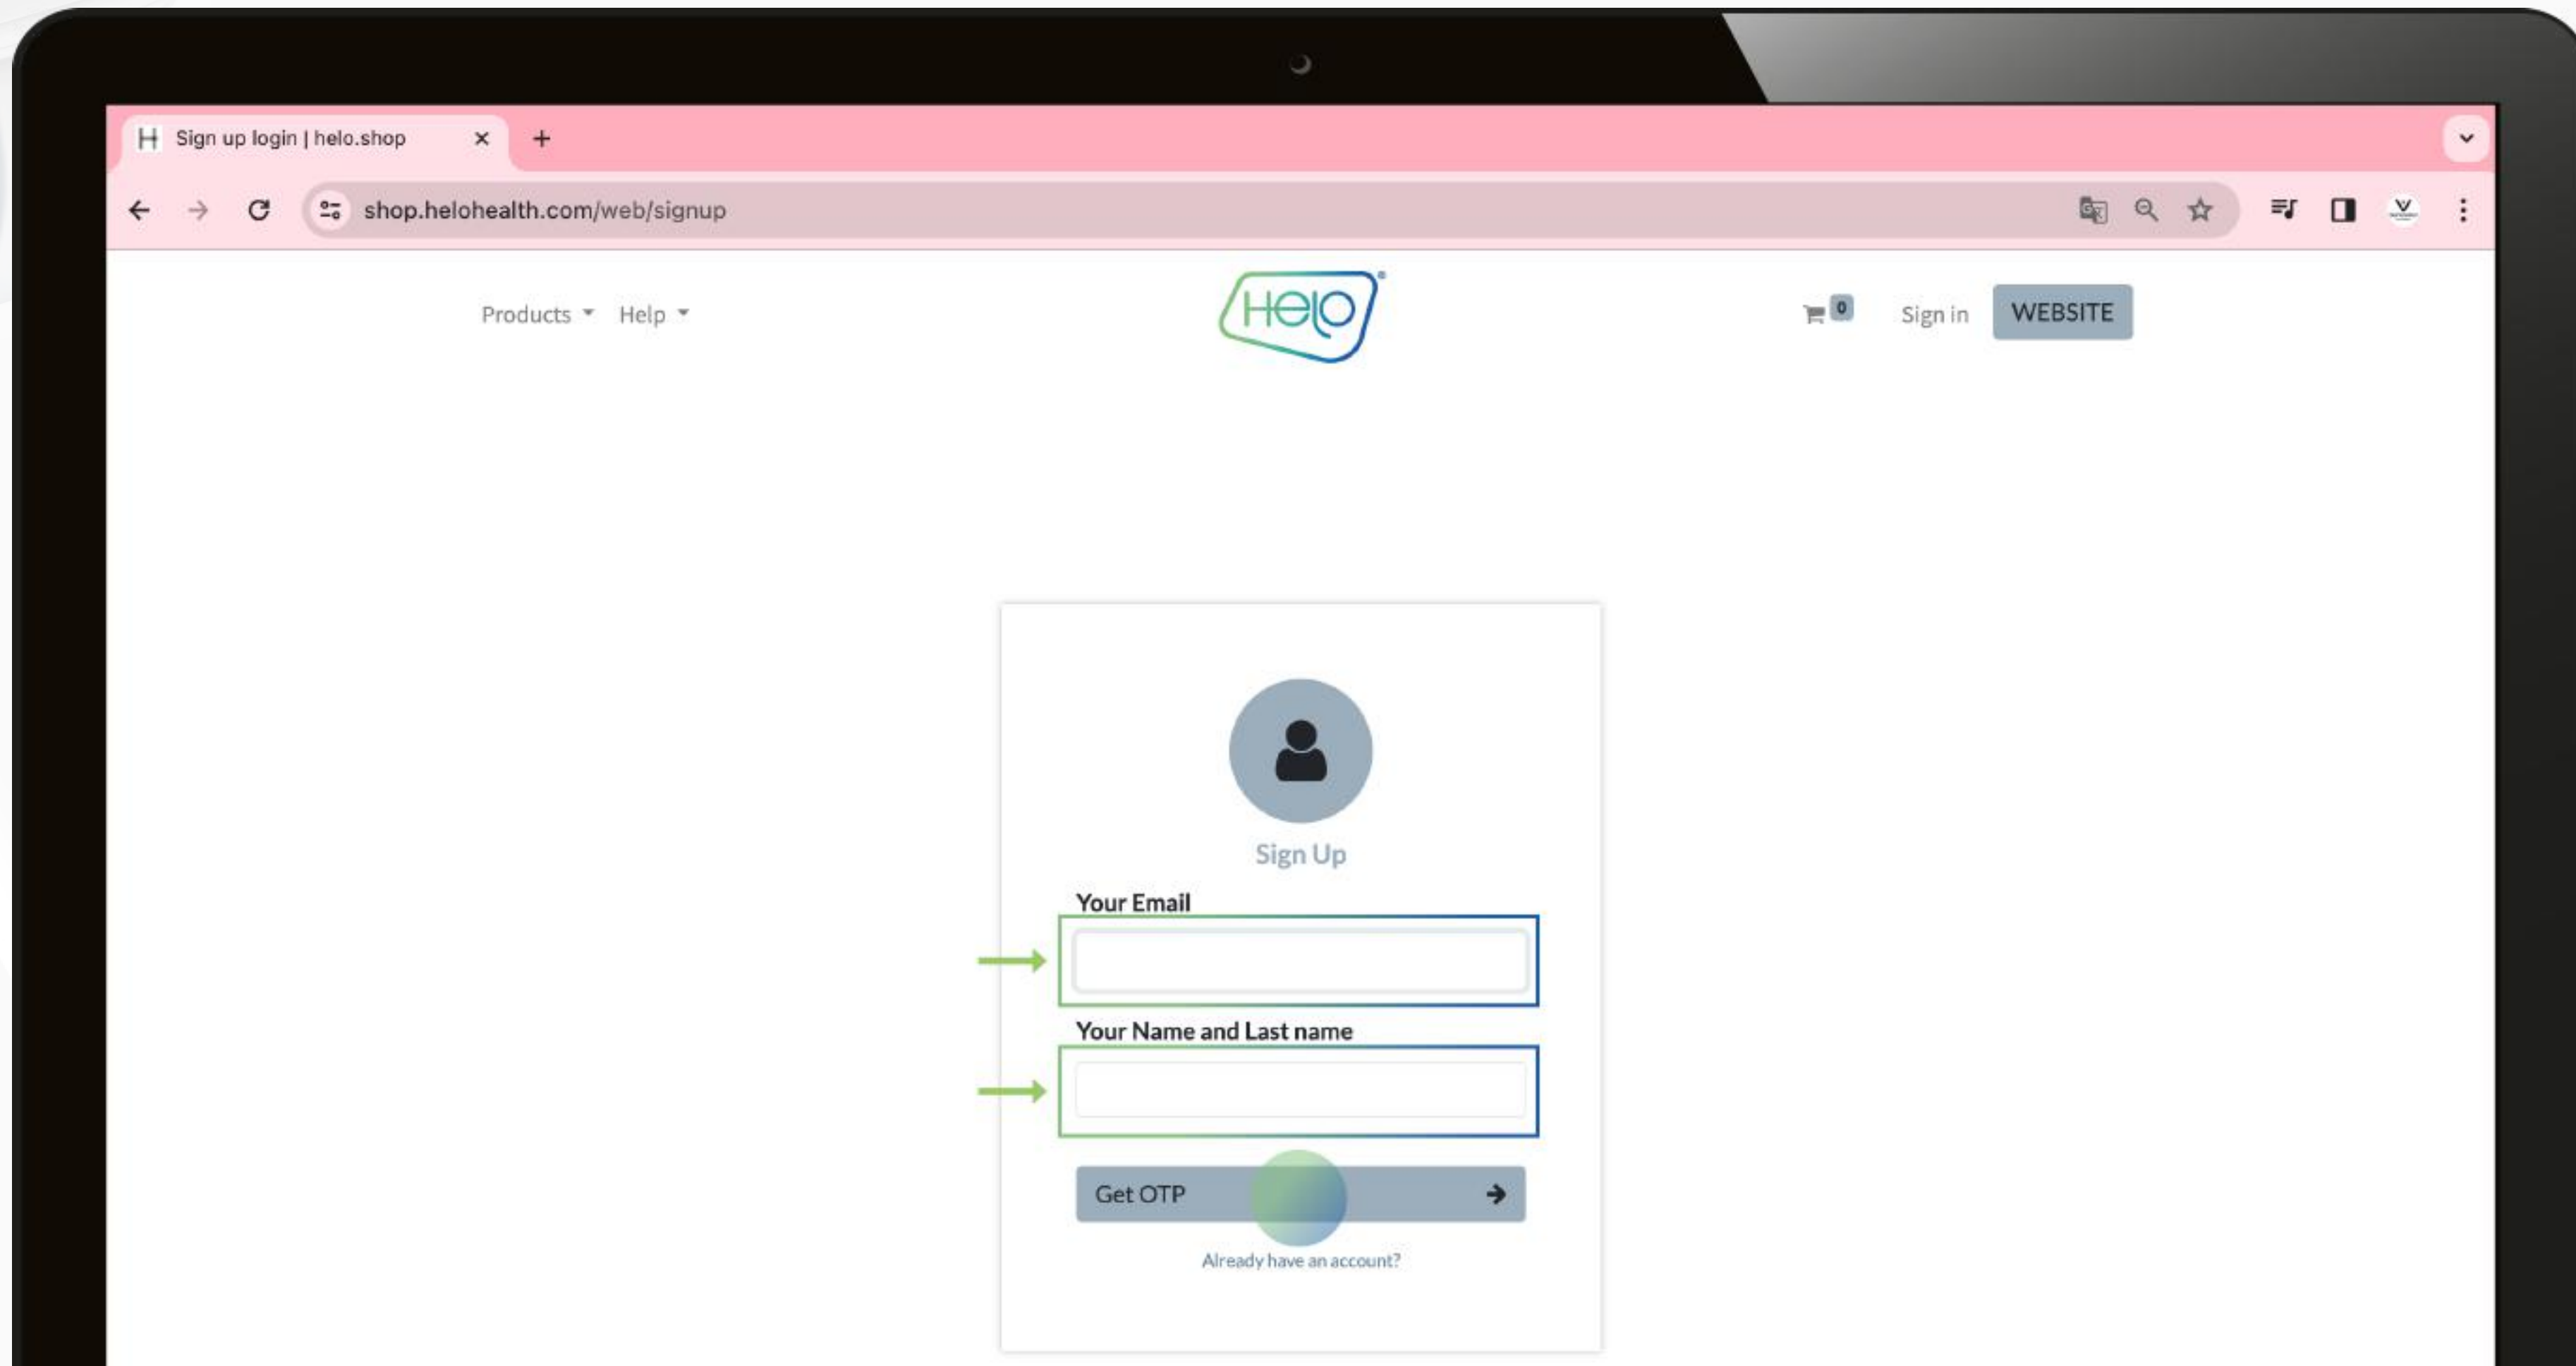 Sign up login | helo.shop
shop.helohealth.com/web/signup
Products Help
Helo®
0 Sign in WEBSITE
Sign Up
Your Email
Your Name and Last name
Get OTP
Already have an account?